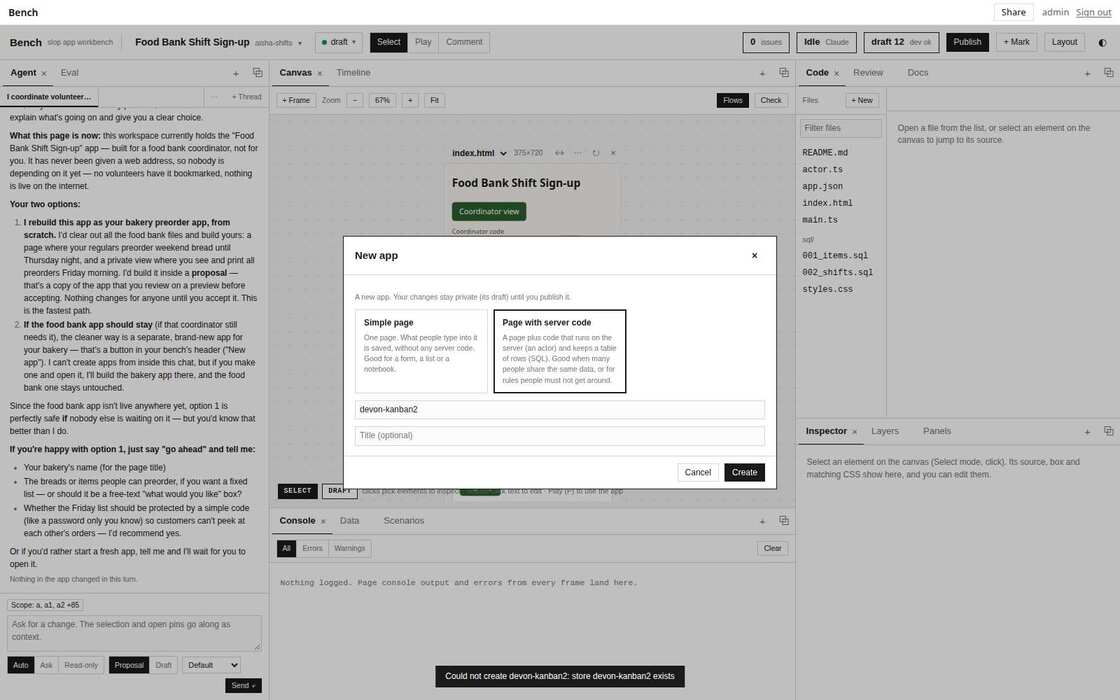 Bench
Share
admin
Sign out
Bench
slop app workbench
Food Bank Shift Sign-up
aisha-shifts
draft
Select
Play
Comment
0 issues
Idle Claude
draft 12 dev ok
Publish
+ Mark
Layout
Agent
Eval
Canvas
Timeline
Code
Review
Docs
I coordinate volunteer…
+ Thread
explain what's going on and give you a clear choice.
What this page is now: this workspace currently holds the "Food
Bank Shift Sign-up" app — built for a food bank coordinator, not for
you. It has never been given a web address, so nobody is
depending on it yet — no volunteers have it bookmarked, nothing
is live on the internet.
Your two options:
1. I rebuild this app as your bakery preorder app, from
scratch. I'd clear out all the food bank files and build yours: a
page where your regulars preorder weekend bread until
Thursday night, and a private view where you see and print all
preorders Friday morning. I'd build it inside a proposal —
that's a copy of the app that you review on a preview before
accepting. Nothing changes for anyone until you accept it. This
is the fastest path.
2. If the food bank app should stay (if that coordinator still
needs it), the cleaner way is a separate, brand-new app for
your bakery — that's a button in your bench's header ("New
app"). I can't create apps from inside this chat, but if you make
one and open it, I'll build the bakery app there, and the food
bank one stays untouched.
Since the food bank app isn't live anywhere yet, option 1 is
perfectly safe if nobody else is waiting on it — but you'd know that
better than I do.
If you're happy with option 1, just say "go ahead" and tell me:
• Your bakery's name (for the page title)
• The breads or items people can preorder, if you want a fixed
list — or should it be a free-text "what would you like" box?
• Whether the Friday list should be protected by a simple code
(like a password only you know) so customers can't peek at
each other's orders — I'd recommend yes.
Or if you'd rather start a fresh app, tell me and I'll wait for you to
open it.
Nothing in the app changed in this turn.
Scope: a, a1, a2 +85
Ask for a change. The selection and open pins go along as
context.
Auto
Ask
Read-only
Proposal
Draft
Default
Send
+ Frame
Zoom
67%
Fit
Flows
Check
index.html
375×720
Food Bank Shift Sign-up
Coordinator view
Coordinator code
New app
A new app. Your changes stay private (its draft) until you publish it.
Simple page
One page. What people type into it
is saved, without any server code.
Good for a form, a list or a
notebook.
Page with server code
A page plus code that runs on the
server (an actor) and keeps a table
of rows (SQL). Good when many
people share the same data, or for
rules people must not get around.
devon-kanban2
Title (optional)
Cancel
Create
SELECT
DRAFT
text to edit · Play (P) to use the app
Console
Data
Scenarios
All
Errors
Warnings
Clear
Nothing logged. Page console output and errors from every frame land here.
Could not create devon-kanban2: store devon-kanban2 exists
Files
+ New
Filter files
README.md
actor.ts
app.json
index.html
main.ts
sql/
001_items.sql
002_shifts.sql
styles.css
Open a file from the list, or select an element on the
canvas to jump to its source.
Inspector
Layers
Panels
Select an element on the canvas (Select mode, click). Its source, box and
matching CSS show here, and you can edit them.